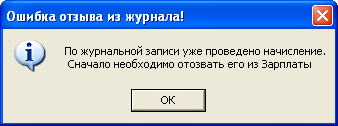 Ошибка отзыва из журнала!
По журнальной записи уже проведено начисление.
Сначало необходимо отозвать его из Зарплаты
OK